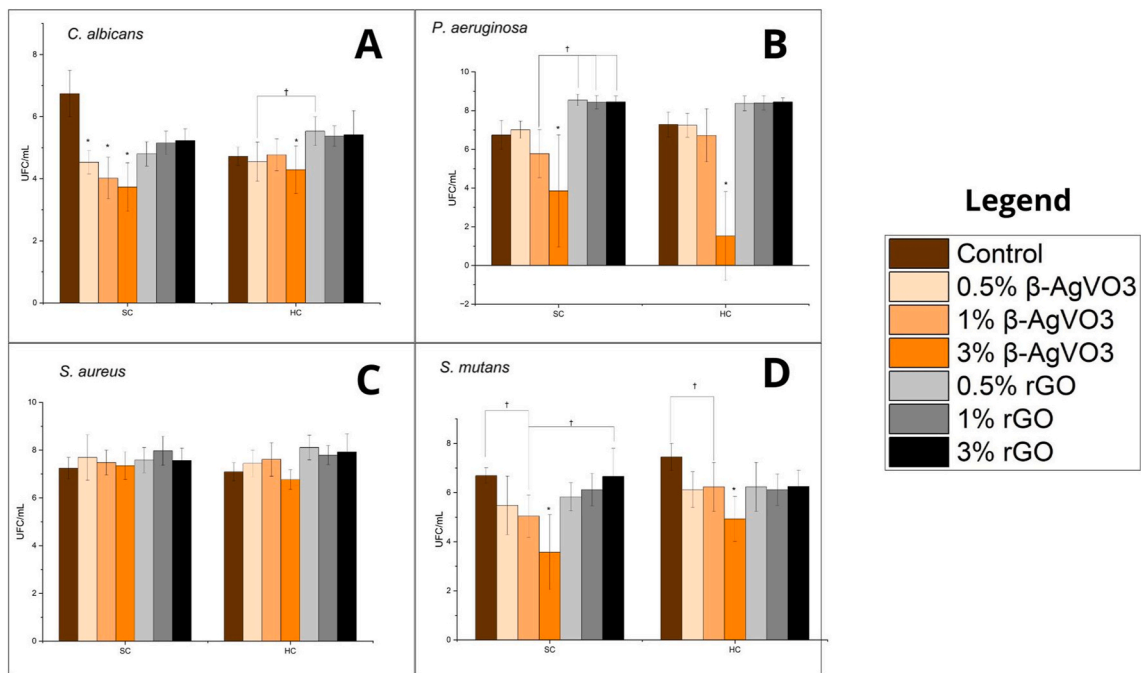 C. albicans
A
8
6
4
2
0
UFC/mL
*
*
*
†
*
SC
HC
P. aeruginosa
B
10
8
6
4
2
0
−2
UFC/mL
†
*
*
SC
HC
S. aureus
C
10
8
6
4
2
0
UFC/mL
SC
HC
S. mutans
D
8
6
4
2
0
UFC/mL
†
†
*
†
*
SC
HC
Legend
Control
0.5% β-AgVO3
1% β-AgVO3
3% β-AgVO3
0.5% rGO
1% rGO
3% rGO